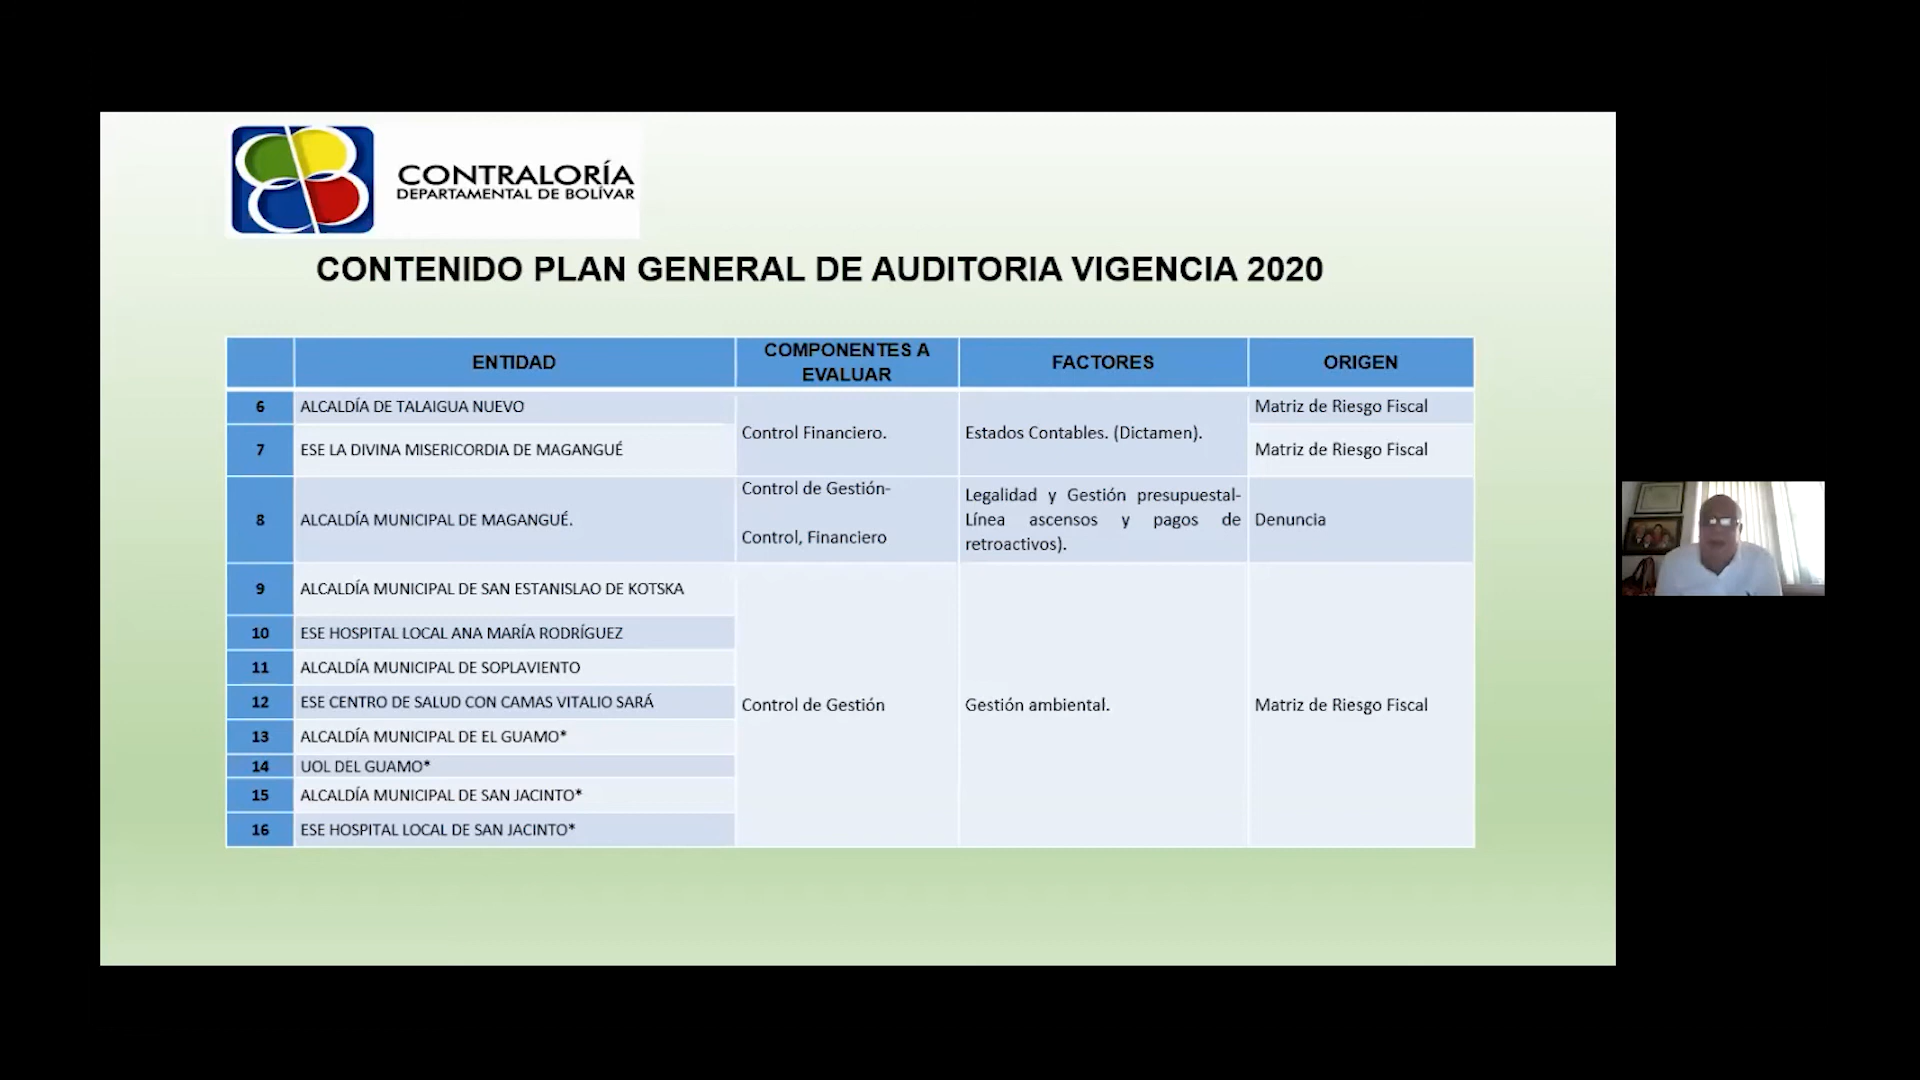 CONTRALORÍA
DEPARTAMENTAL DE BOLÍVAR
CONTENIDO PLAN GENERAL DE AUDITORIA VIGENCIA 2020
ENTIDAD
COMPONENTES A
EVALUAR
FACTORES
ORIGEN
6 ALCALDÍA DE TALAIGUA NUEVO
Control Financiero.
Estados Contables. (Dictamen).
Matriz de Riesgo Fiscal
7 ESE LA DIVINA MISERICORDIA DE MAGANGUÉ
Matriz de Riesgo Fiscal
8 ALCALDÍA MUNICIPAL DE MAGANGUÉ.
Control de Gestión-
Control, Financiero
Legalidad y Gestión presupuestal-
Línea ascensos y pagos de
retroactivos).
Denuncia
9 ALCALDÍA MUNICIPAL DE SAN ESTANISLAO DE KOTSKA
10 ESE HOSPITAL LOCAL ANA MARÍA RODRÍGUEZ
11 ALCALDÍA MUNICIPAL DE SOPLAVIENTO
12 ESE CENTRO DE SALUD CON CAMAS VITALIO SARÁ
13 ALCALDÍA MUNICIPAL DE EL GUAMO*
14 UOL DEL GUAMO*
15 ALCALDÍA MUNICIPAL DE SAN JACINTO*
16 ESE HOSPITAL LOCAL DE SAN JACINTO*
Control de Gestión
Gestión ambiental.
Matriz de Riesgo Fiscal